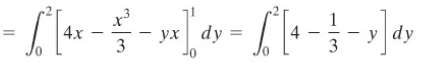 = ∫₀² [4x − x³/3 − yx]₀¹ dy = ∫₀² [4 − 1/3 − y] dy